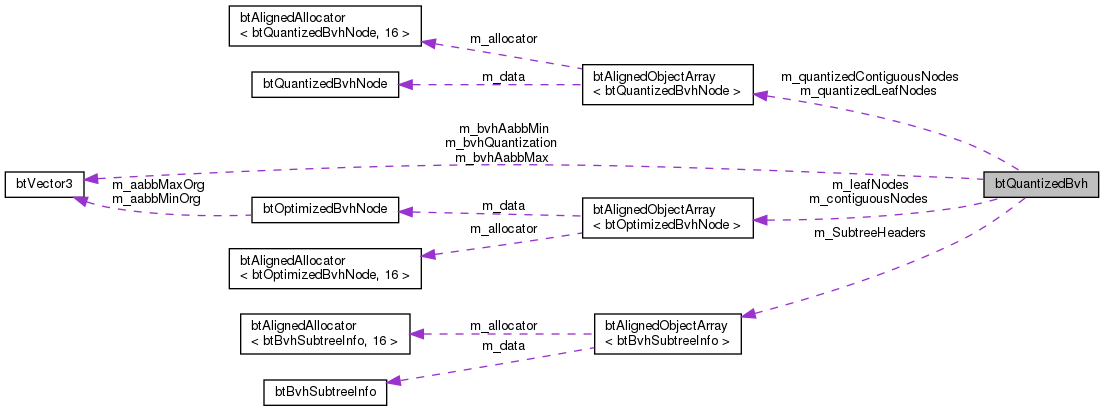 btAlignedAllocator
< btQuantizedBvhNode, 16 >
m_allocator
btQuantizedBvhNode
m_data
btAlignedObjectArray
< btQuantizedBvhNode >
m_quantizedContiguousNodes
m_quantizedLeafNodes
m_bvhAabbMin
m_bvhQuantization
m_bvhAabbMax
btVector3
m_aabbMaxOrg
m_aabbMinOrg
btOptimizedBvhNode
m_data
btAlignedObjectArray
< btOptimizedBvhNode >
m_leafNodes
m_contiguousNodes
btQuantizedBvh
m_allocator
btAlignedAllocator
< btOptimizedBvhNode, 16 >
m_SubtreeHeaders
btAlignedAllocator
< btBvhSubtreeInfo, 16 >
m_allocator
btAlignedObjectArray
< btBvhSubtreeInfo >
m_data
btBvhSubtreeInfo